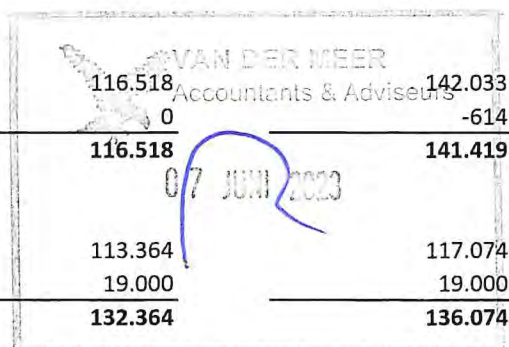 VAN DER MEER
Accountants & Adviseurs
116.518 142.033
0 -614
116.518 141.419
07 JUNI 2023
113.364 117.074
19.000 19.000
132.364 136.074